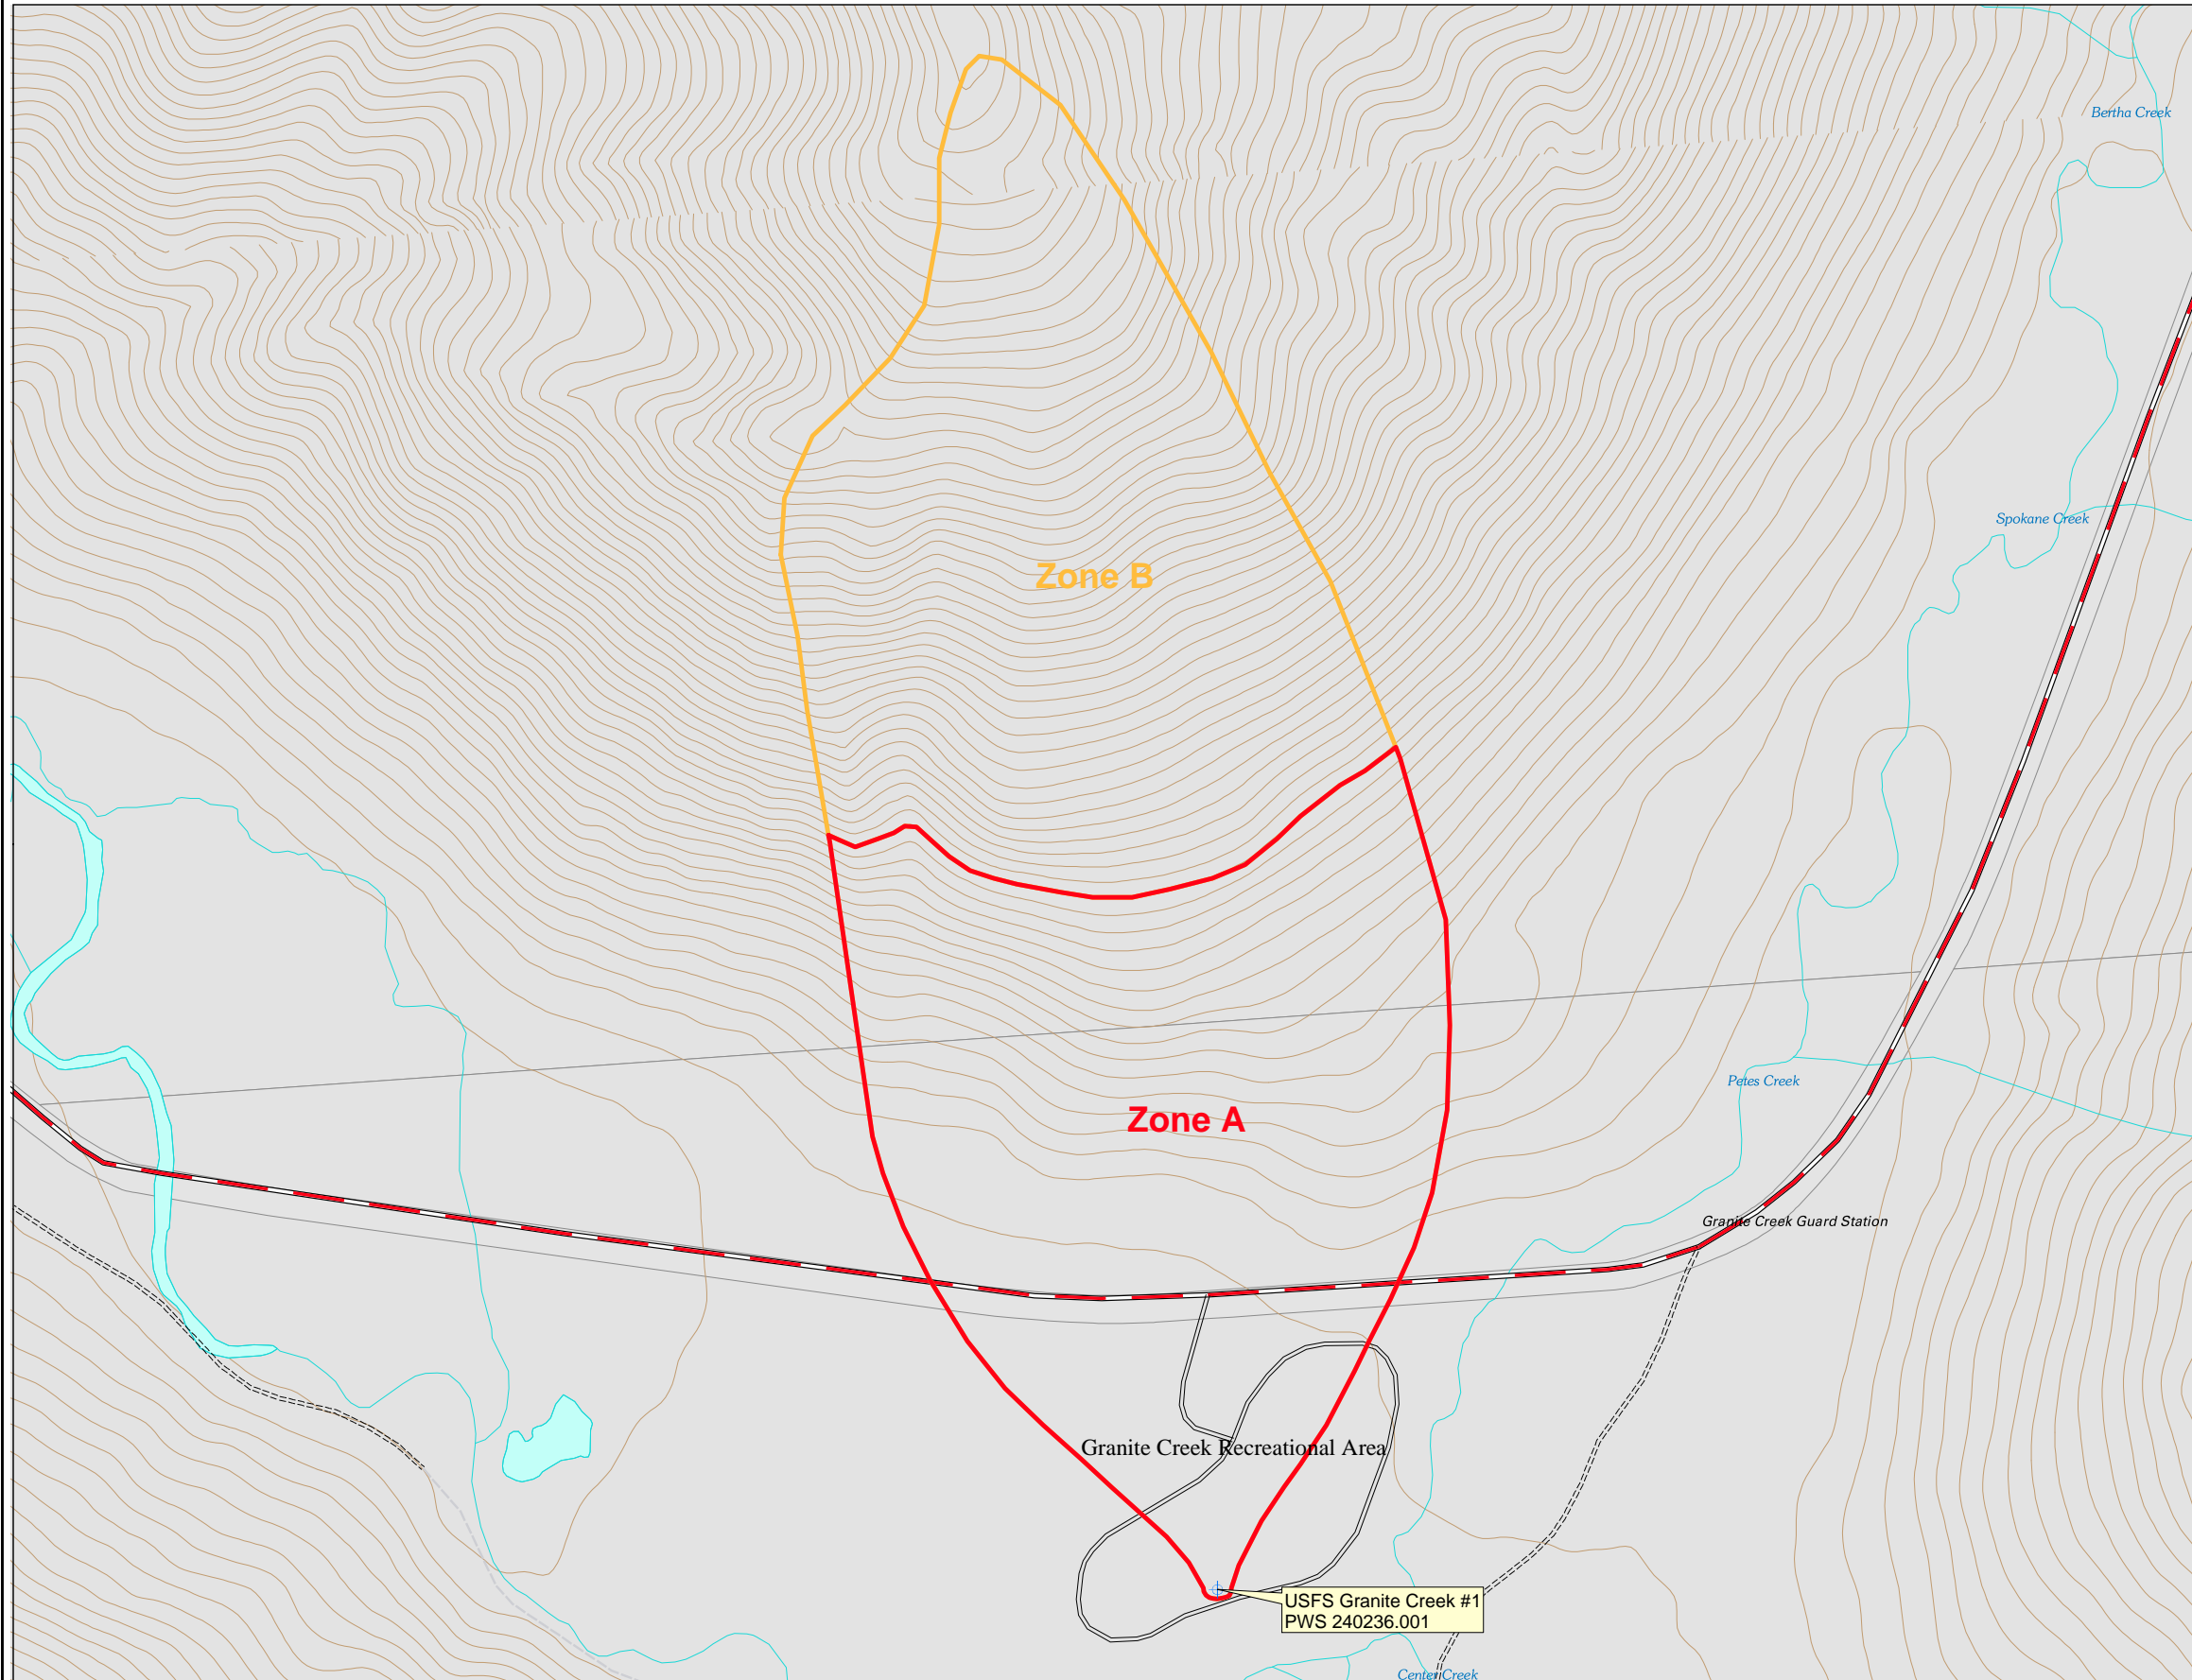 Bertha Creek
Spokane Creek
Zone B
Petes Creek
Zone A
Granite Creek Guard Station
Granite Creek Recreational Area
USFS Granite Creek #1
PWS 240236.001
Center Creek